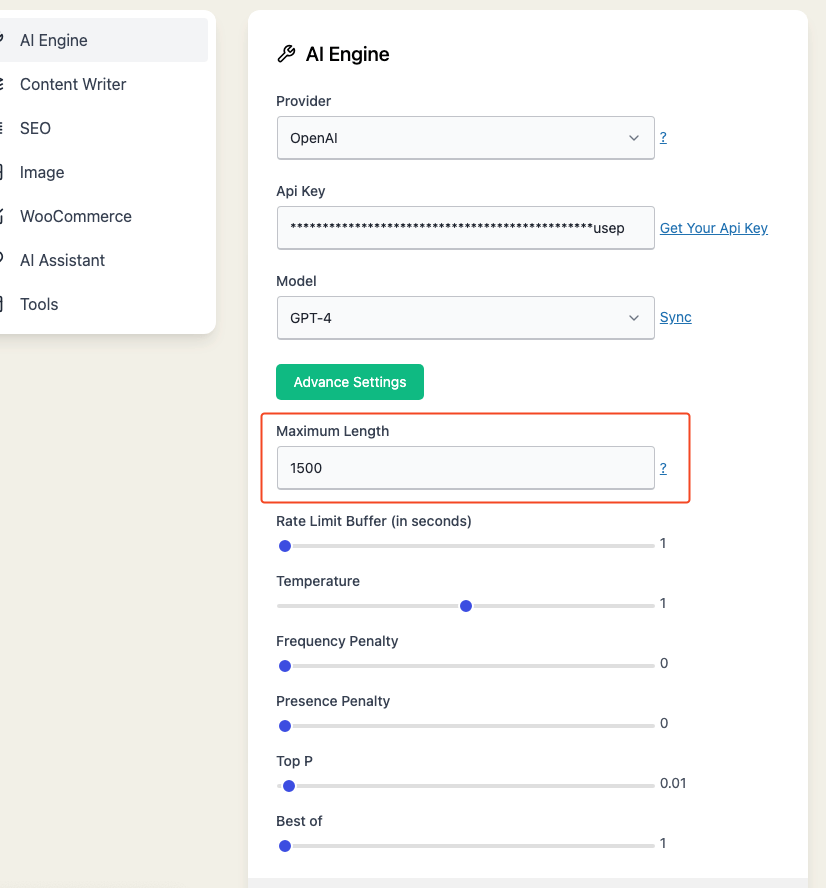 AI Engine
Content Writer
SEO
Image
WooCommerce
AI Assistant
Tools
AI Engine
Provider
OpenAI
?
Api Key
***********************************************usep
Get Your Api Key
Model
GPT-4
Sync
Advance Settings
Maximum Length
1500
?
Rate Limit Buffer (in seconds)
1
Temperature
1
Frequency Penalty
0
Presence Penalty
0
Top P
0.01
Best of
1